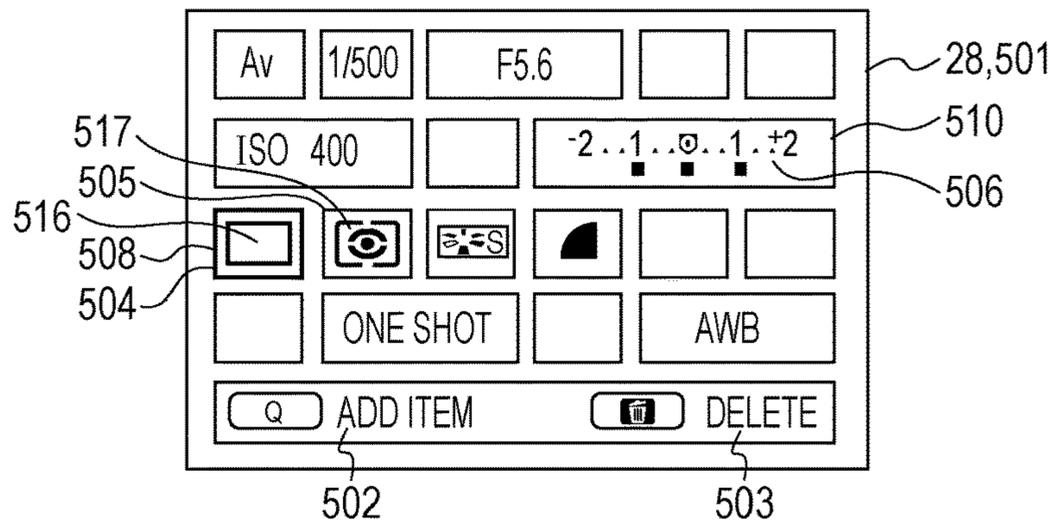 Av 1/500 F5.6 28,501
517 ISO 400 -2..1..0..1..+2 510
505 506
516 S
508
504
ONE SHOT AWB
Q ADD ITEM DELETE
502 503